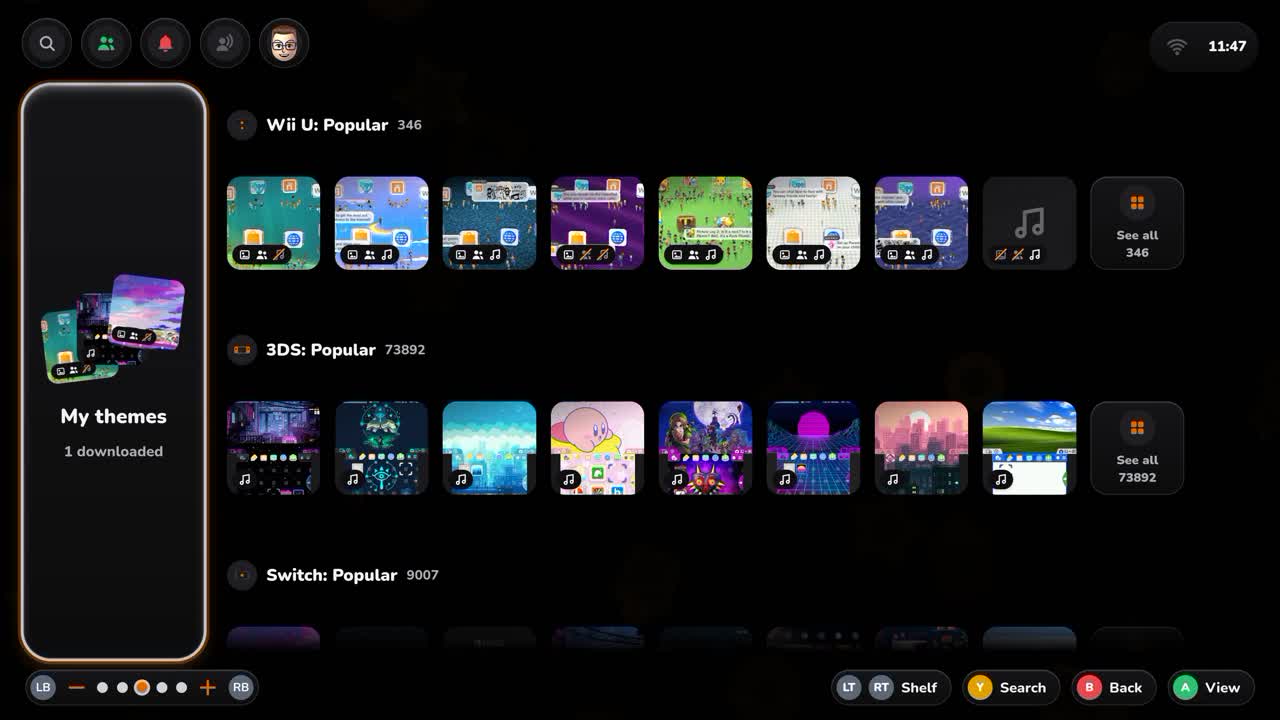 11:47
Wii U: Popular 346
See all
346
My themes
1 downloaded
3DS: Popular 73892
See all
73892
Switch: Popular 9007
LB
RB
LT RT Shelf
Y Search
B Back
A View